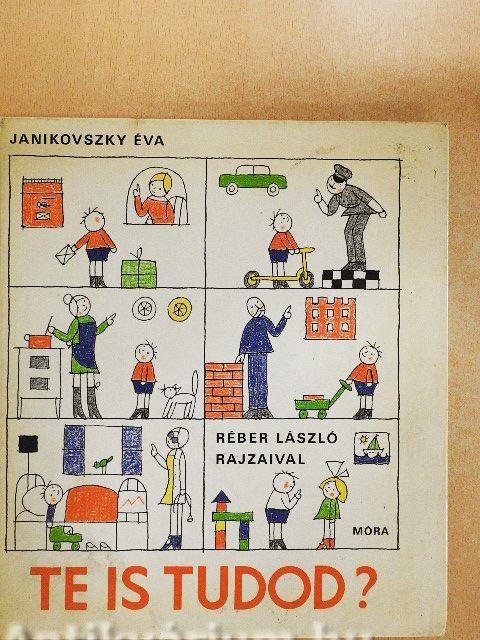 JANIKOVSZKY ÉVA
RÉBER LÁSZLÓ
RAJZAIVAL
MÓRA
TE IS TUDOD?